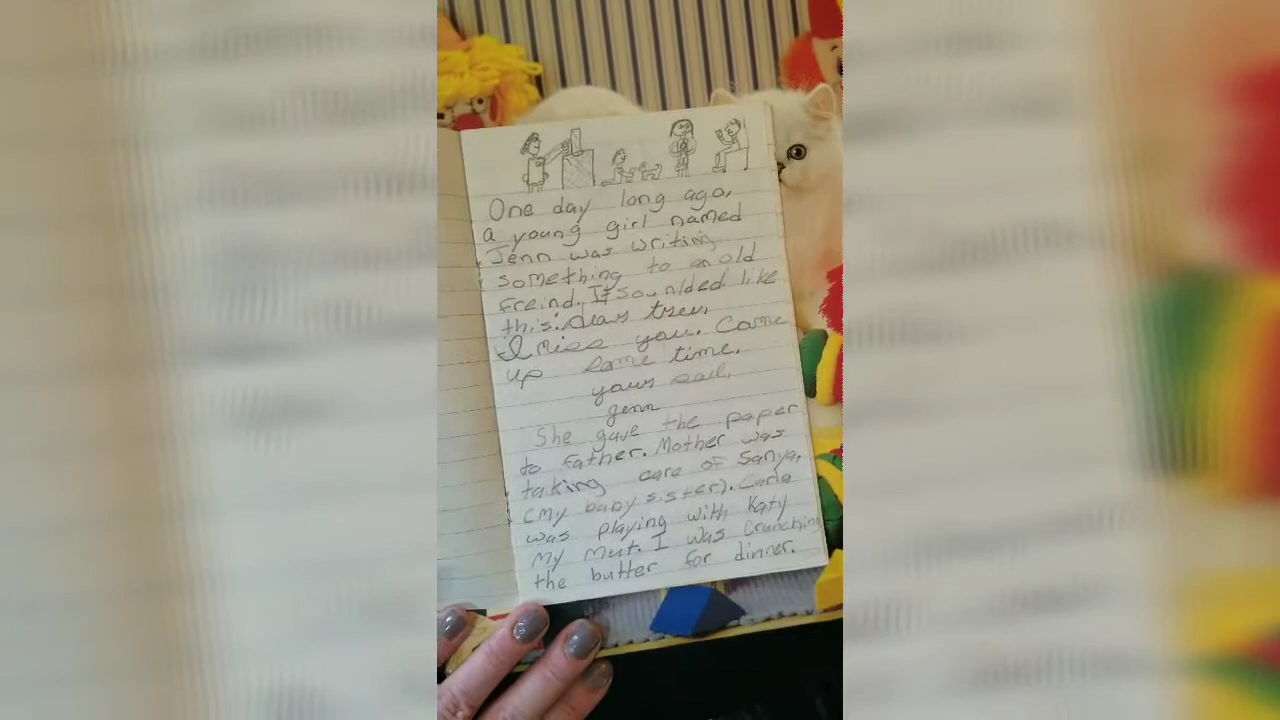 One day long ago,
a young girl named
Jenn was writing
something to an old
freind. It sounded like
this: Dear
I miss you. Come
up some time.
yours
Jenn
She gave the paper
to Father. Mother was
taking care of Sanya,
(My baby sister). Carla
was playing with Katy
My Mutt. I was Crunching
the butter for dinner.